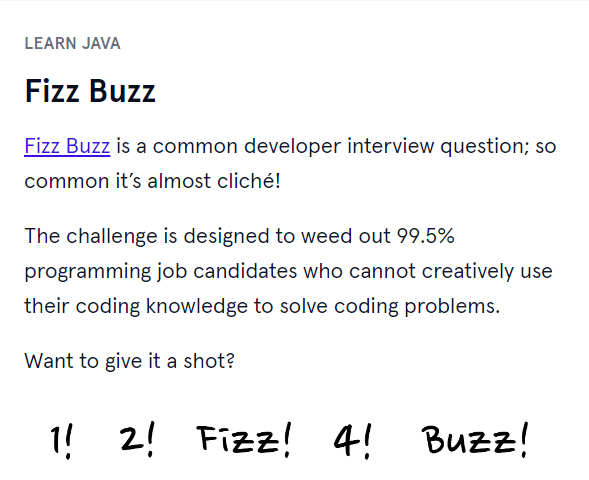 LEARN JAVA
Fizz Buzz
Fizz Buzz is a common developer interview question; so
common it’s almost cliché!
The challenge is designed to weed out 99.5%
programming job candidates who cannot creatively use
their coding knowledge to solve coding problems.
Want to give it a shot?
1! 2! Fizz! 4! Buzz!